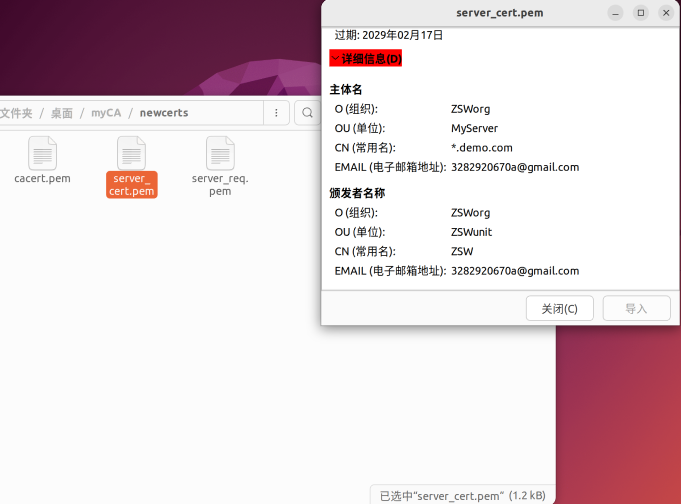 server_cert.pem
过期: 2029年02月17日
详细信息(D)
主体名
O (组织): ZSWorg
OU (单位): MyServer
CN (常用名): *.demo.com
EMAIL (电子邮箱地址): 3282920670a@gmail.com
颁发者名称
O (组织): ZSWorg
OU (单位): ZSWunit
CN (常用名): ZSW
EMAIL (电子邮箱地址): 3282920670a@gmail.com
关闭(C) 导入
文件夹 / 桌面 / myCA / newcerts
cacert.pem
server_
cert.pem
server_req.
pem
已选中“server_cert.pem” (1.2 kB)